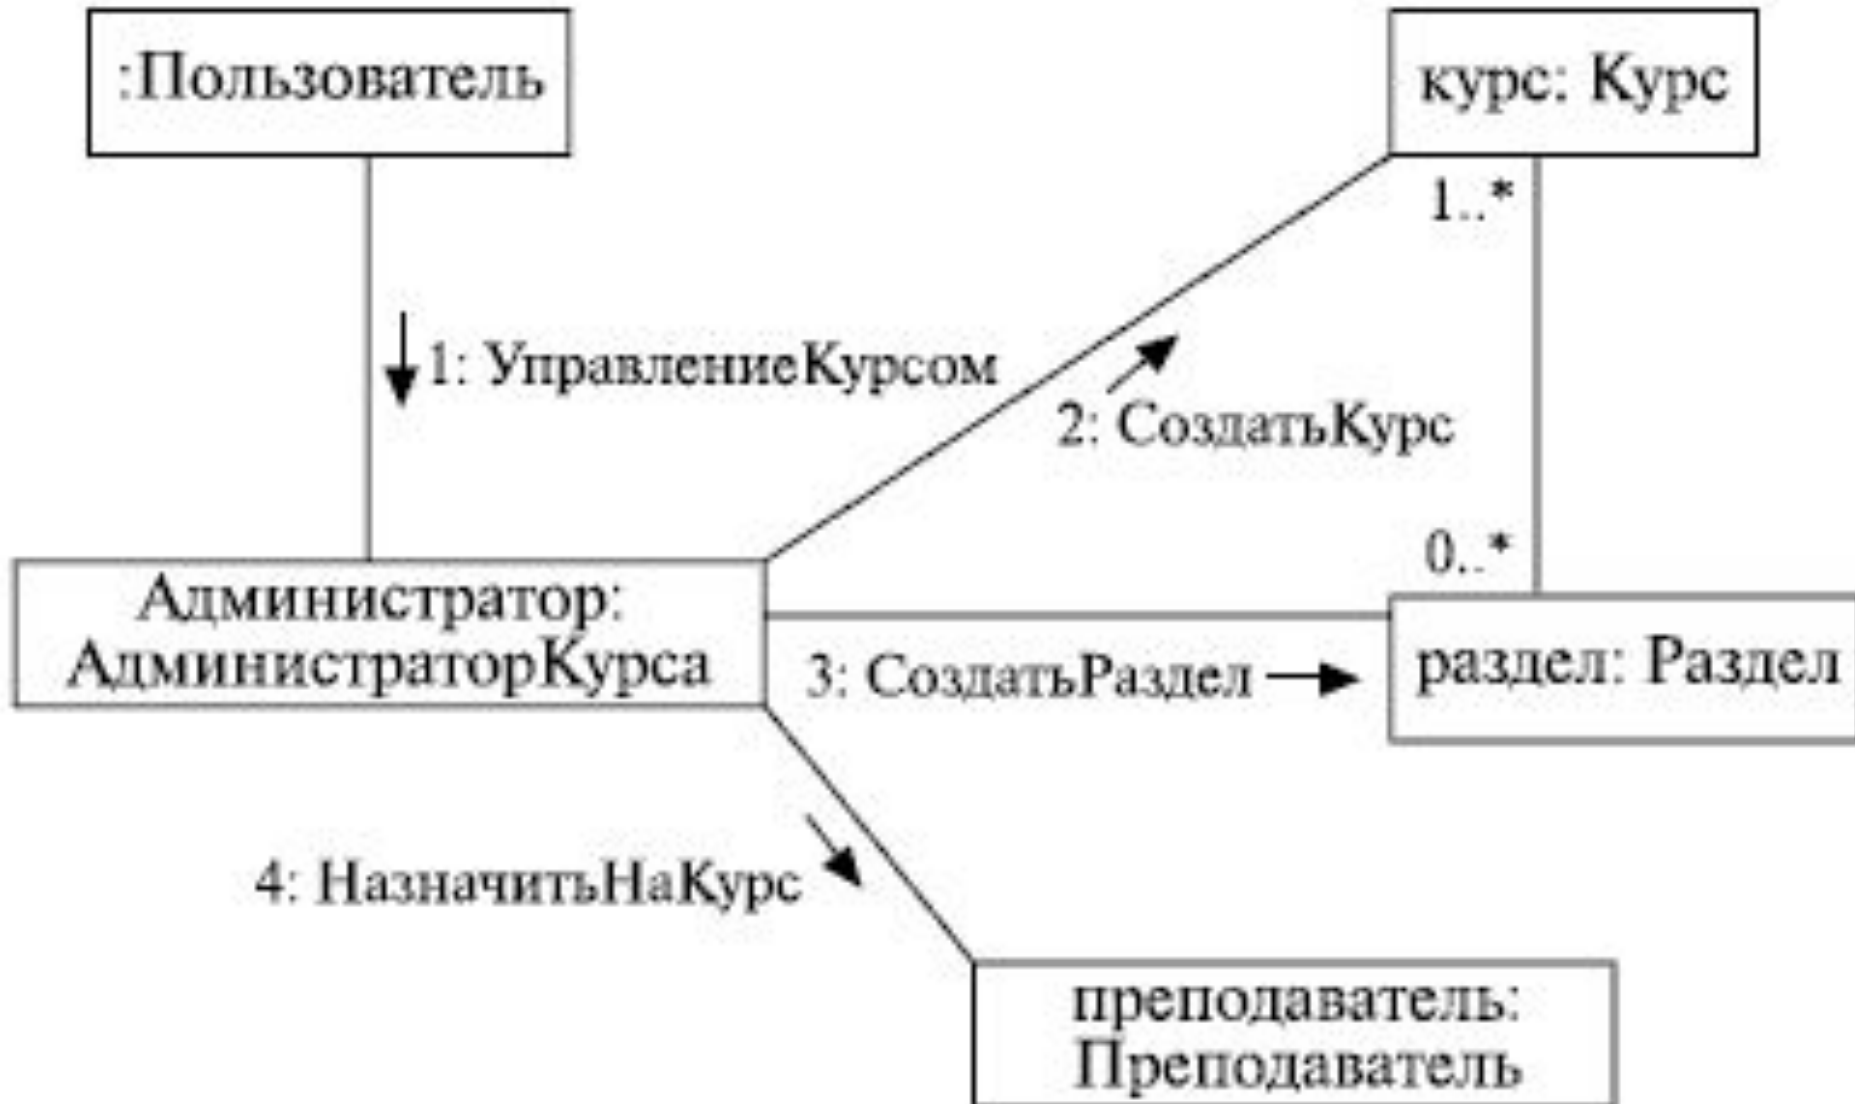 :Пользователь
курс: Курс
1..*
1: УправлениеКурсом
2: СоздатьКурс
0..*
Администратор:
АдминистраторКурса
3: СоздатьРаздел
раздел: Раздел
4: НазначитьНаКурс
преподаватель:
Преподаватель